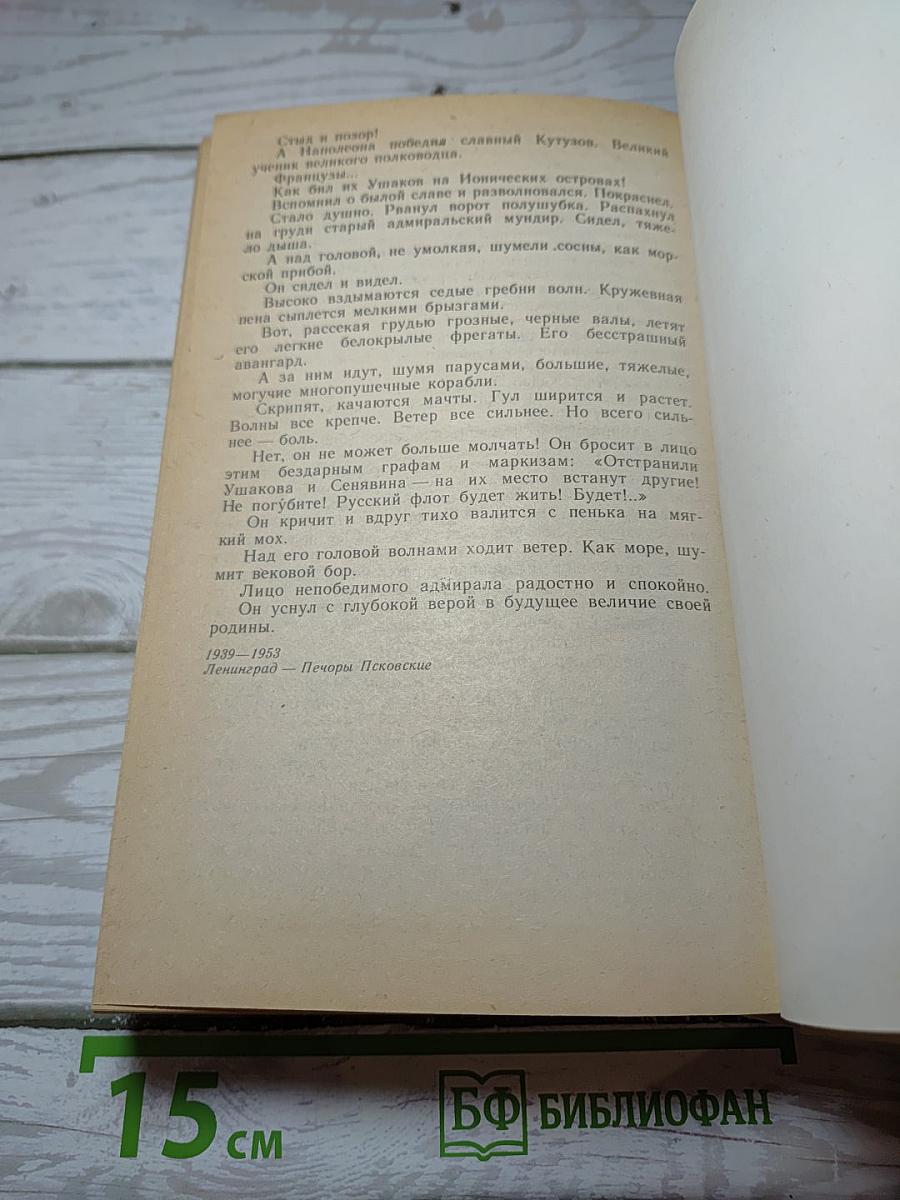 Стыд и позор!
А Наполеона победил славный Кутузов. Великий
ученик великого полководца.
Французы...
Как бил их Ушаков на Ионических островах!
Вспомнил о былой славе и разволновался. Покраснел.
Стало душно. Рванул ворот полушубка. Распахнул
на груди старый адмиральский мундир. Сидел, тяже-
ло дыша.
А над головой, не умолкая, шумели сосны, как мор-
ской прибой.
Он сидел и видел.
Высоко вздымаются седые гребни волн. Кружевная
пена сыплется мелкими брызгами.
Вот, рассекая грудью грозные, черные валы, летят
его легкие белокрылые фрегаты. Его бесстрашный
авангард.
А за ним идут, шумя парусами, большие, тяжелые,
могучие многопушечные корабли.
Скрипят, качаются мачты. Гул ширится и растет.
Волны все крепче. Ветер все сильнее. Но всего силь-
нее — боль.
Нет, он не может больше молчать! Он бросит в лицо
этим бездарным графам и маркизам: «Отстранили
Ушакова и Сенявина — на их место встанут другие!
Не погу́бите! Русский флот будет жить! Будет!..»
Он кричит и вдруг тихо валится с пенька на мяг-
кий мох.
Над его головой волнами ходит ветер. Как море, шу-
мит вековой бор.
Лицо непобедимого адмирала радостно и спокойно.
Он уснул с глубокой верой в будущее величие своей
родины.
1939—1953
Ленинград — Печоры Псковские
15 см
БФ БИБЛИОФАН